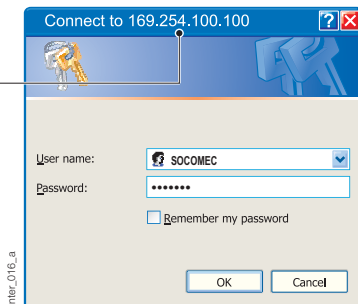 Connect to 169.254.100.100
User name:
SOCOMEC
Password:
•••••••
Remember my password
OK
Cancel
nter_016_a